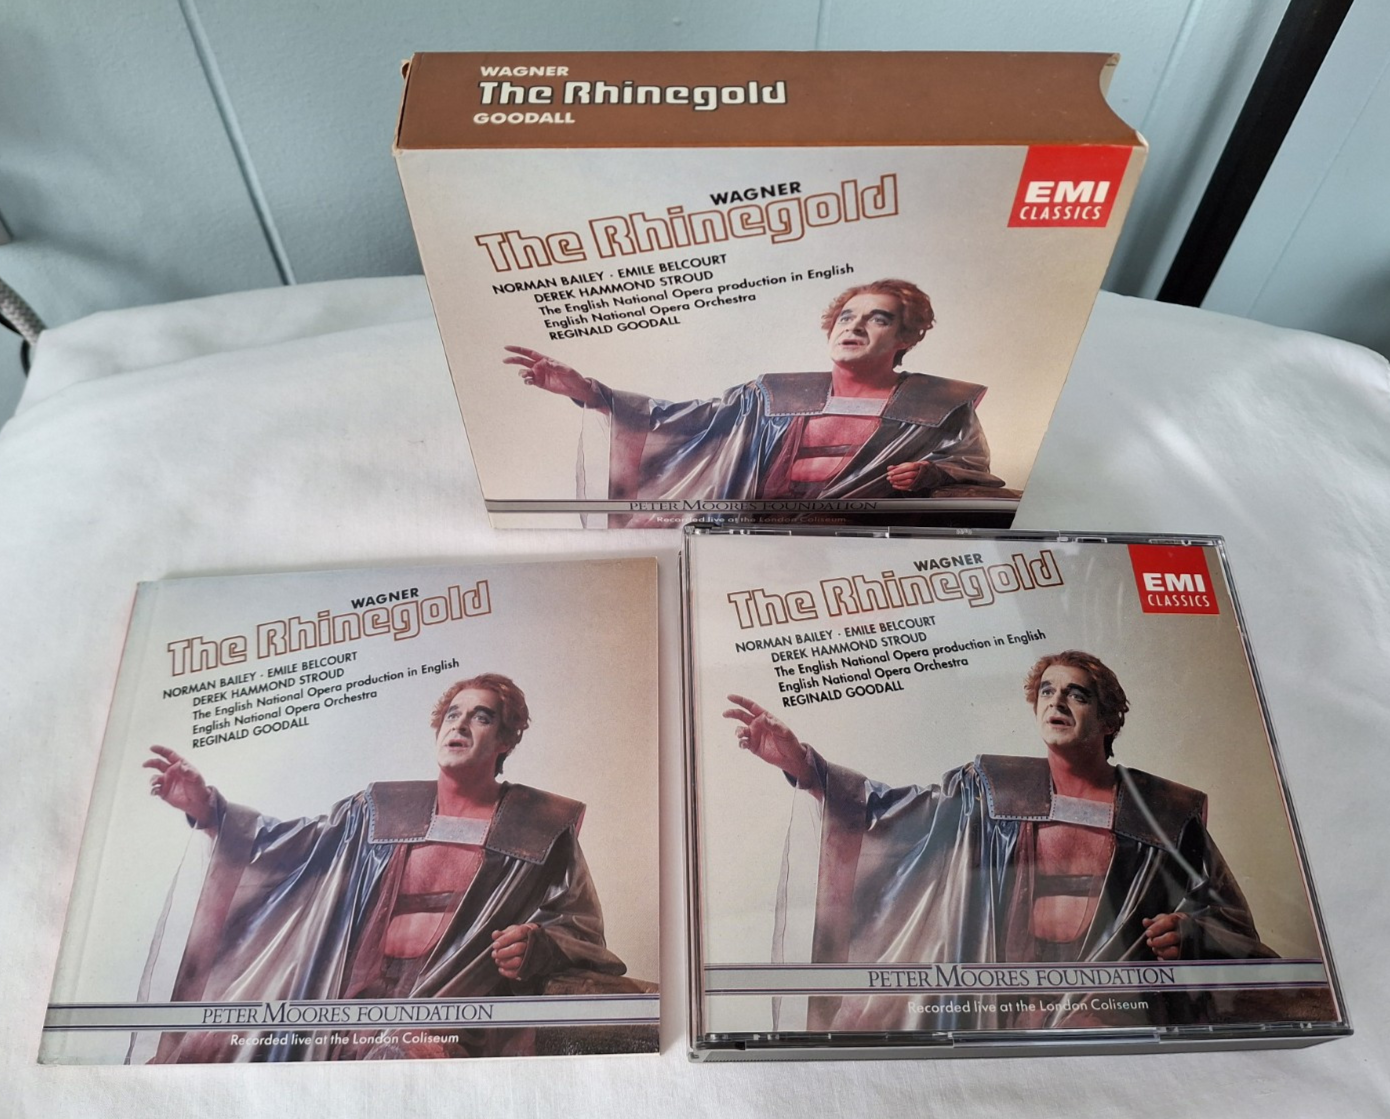 WAGNER
The Rhinegold
GOODALL
EMI
CLASSICS
WAGNER
The Rhinegold
NORMAN BAILEY · EMILE BELCOURT
DEREK HAMMOND STROUD
The English National Opera production in English
English National Opera Orchestra
REGINALD GOODALL
PETER MOORES FOUNDATION
Recorded live at the London Coliseum
WAGNER
The Rhinegold
NORMAN BAILEY · EMILE BELCOURT
DEREK HAMMOND STROUD
The English National Opera production in English
English National Opera Orchestra
REGINALD GOODALL
PETER MOORES FOUNDATION
Recorded live at the London Coliseum
WAGNER
The Rhinegold
EMI
CLASSICS
NORMAN BAILEY · EMILE BELCOURT
DEREK HAMMOND STROUD
The English National Opera production in English
English National Opera Orchestra
REGINALD GOODALL
PETER MOORES FOUNDATION
Recorded live at the London Coliseum